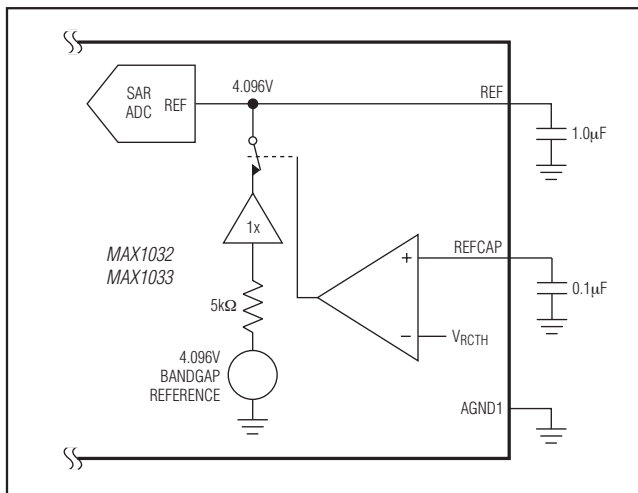 SAR
ADC
REF
4.096V
REF
1.0μF
1x
MAX1032
MAX1033
REFCAP
+
0.1μF
5kΩ
−
VRCTH
4.096V
BANDGAP
REFERENCE
AGND1